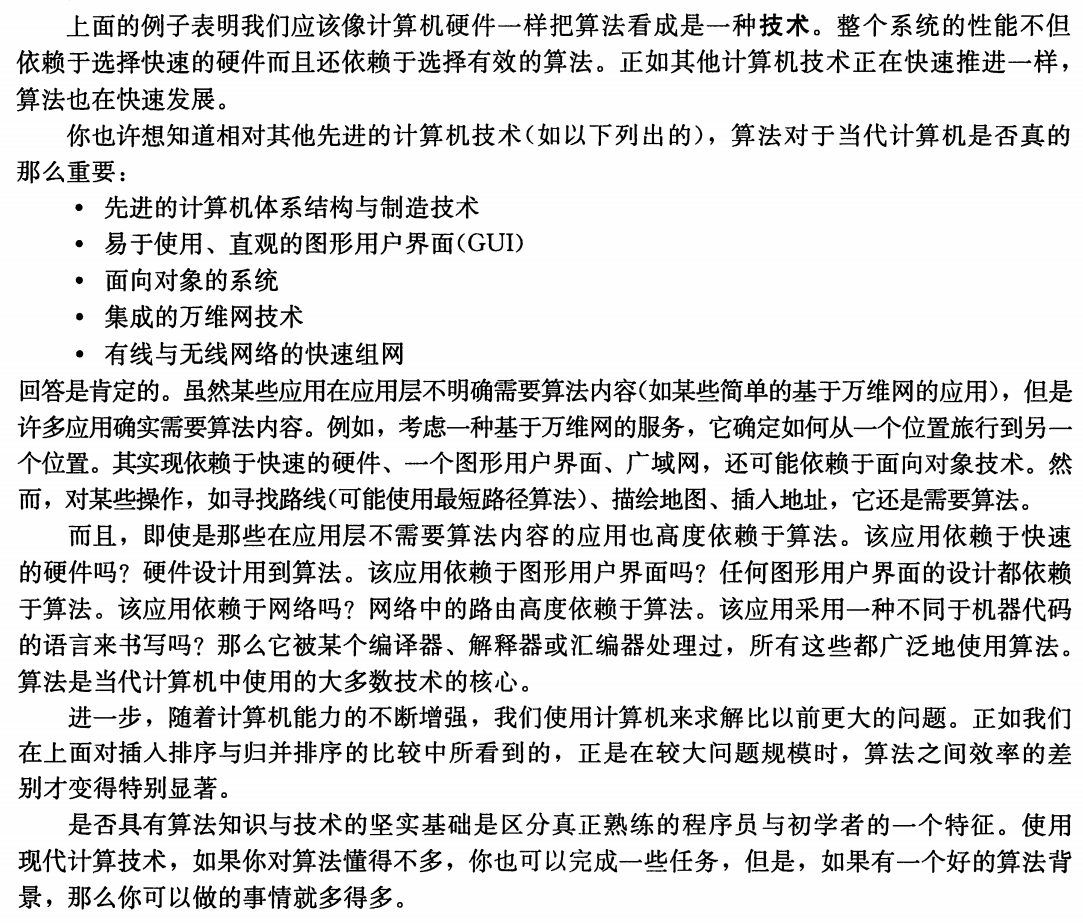 上面的例子表明我们应该像计算机硬件一样把算法看成是一种技术。整个系统的性能不但
依赖于选择快速的硬件而且还依赖于选择有效的算法。正如其他计算机技术正在快速推进一样，
算法也在快速发展。
你也许想知道相对其他先进的计算机技术(如以下列出的)，算法对于当代计算机是否真的
那么重要：
• 先进的计算机体系结构与制造技术
• 易于使用、直观的图形用户界面(GUI)
• 面向对象的系统
• 集成的万维网技术
• 有线与无线网络的快速组网
回答是肯定的。虽然某些应用在应用层不明确需要算法内容(如某些简单的基于万维网的应用)，但是
许多应用确实需要算法内容。例如，考虑一种基于万维网的服务，它确定如何从一个位置旅行到另一
个位置。其实现依赖于快速的硬件、一个图形用户界面、广域网，还可能依赖于面向对象技术。然
而，对某些操作，如寻找路线(可能使用最短路径算法)、描绘地图、插入地址，它还是需要算法。
而且，即使是那些在应用层不需要算法内容的应用也高度依赖于算法。该应用依赖于快速
的硬件吗？硬件设计用到算法。该应用依赖于图形用户界面吗？任何图形用户界面的设计都依赖
于算法。该应用依赖于网络吗？网络中的路由高度依赖于算法。该应用采用一种不同于机器代码
的语言来书写吗？那么它被某个编译器、解释器或汇编器处理过，所有这些都广泛地使用算法。
算法是当代计算机中使用的大多数技术的核心。
进一步，随着计算机能力的不断增强，我们使用计算机来求解比以前更大的问题。正如我们
在上面对插入排序与归并排序的比较中所看到的，正是在较大问题规模时，算法之间效率的差
别才变得特别显著。
是否具有算法知识与技术的坚实基础是区分真正熟练的程序员与初学者的一个特征。使用
现代计算技术，如果你对算法懂得不多，你也可以完成一些任务，但是，如果有一个好的算法背
景，那么你可以做的事情就多得多。